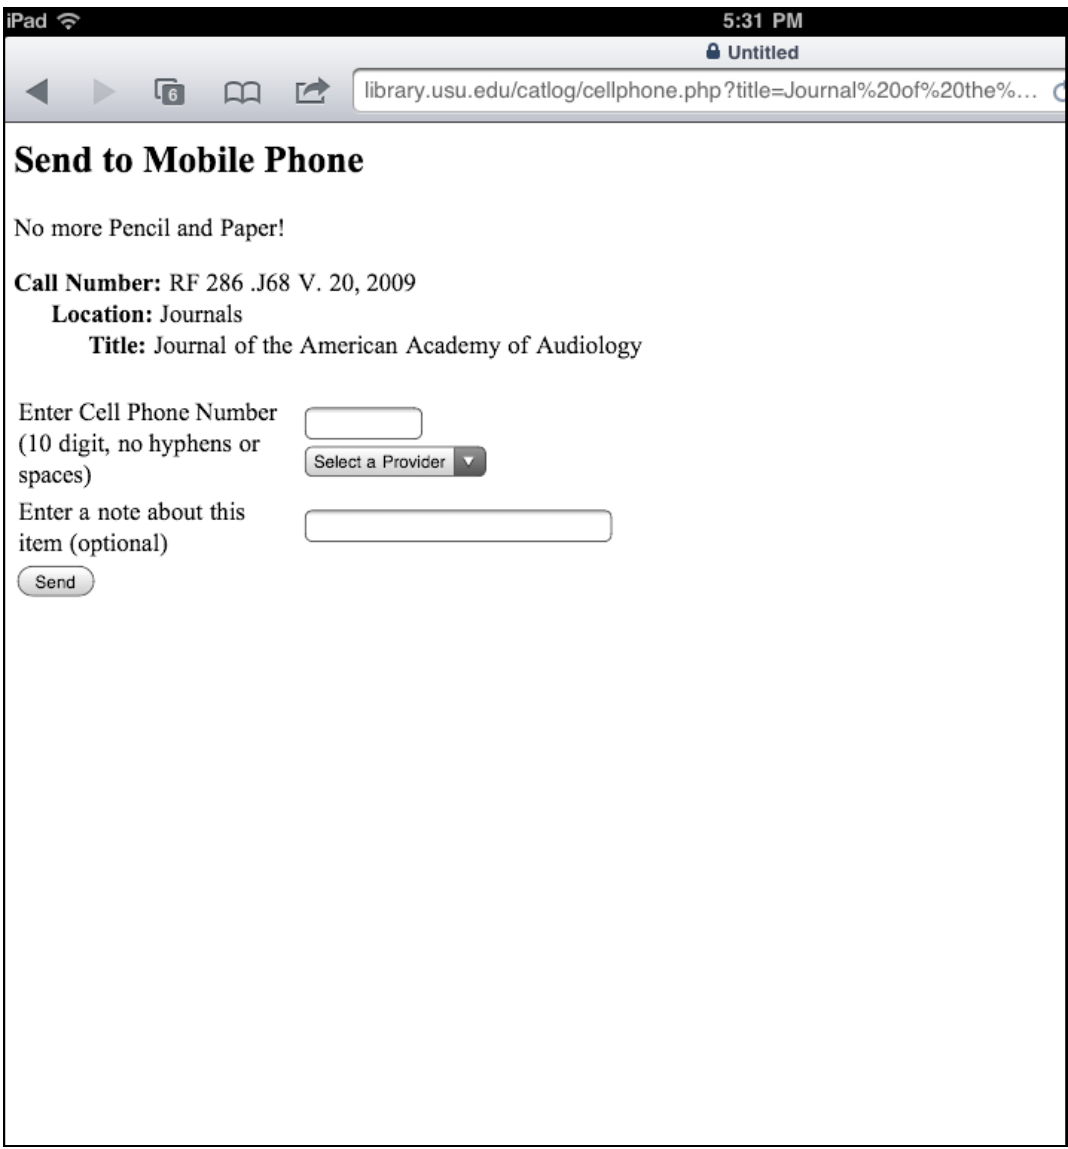 iPad 5:31 PM
Untitled
6 library.usu.edu/catlog/cellphone.php?title=Journal%20of%20the%...
Send to Mobile Phone
No more Pencil and Paper!
Call Number: RF 286 .J68 V. 20, 2009
Location: Journals
Title: Journal of the American Academy of Audiology
Enter Cell Phone Number
(10 digit, no hyphens or
spaces)
Select a Provider
Enter a note about this
item (optional)
Send